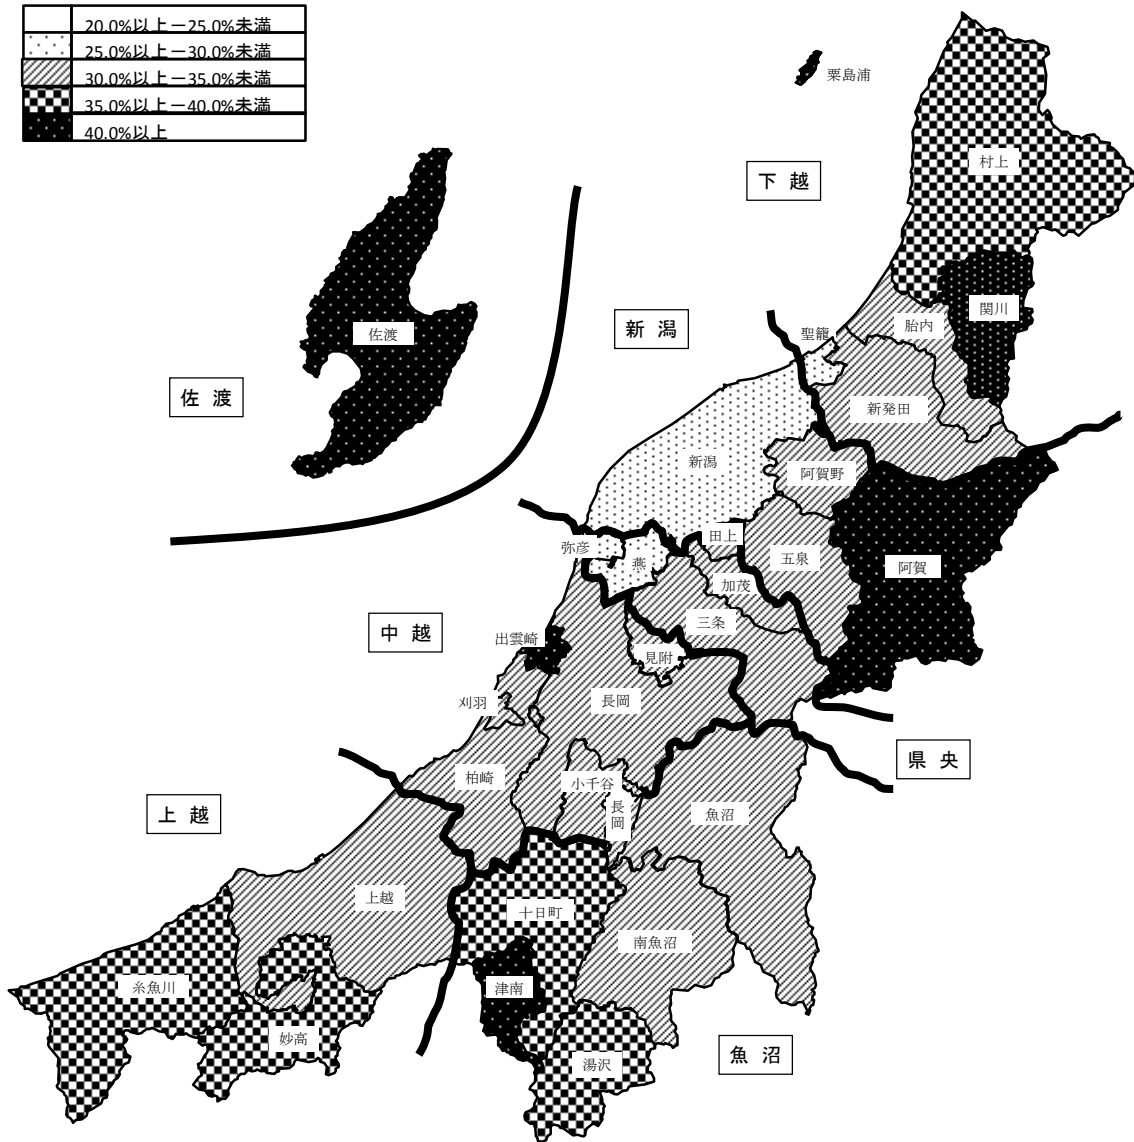 20.0%以上－25.0%未満
25.0%以上－30.0%未満
30.0%以上－35.0%未満
35.0%以上－40.0%未満
40.0%以上
粟島浦
村上
下 越
関川
新 潟
胎内
聖籠
佐渡
佐 渡
新発田
新潟
阿賀野
田上
弥彦
燕
五泉
阿賀
加茂
三条
中 越
出雲崎
見附
長岡
刈羽
県 央
柏崎
小千谷
長岡
魚沼
上 越
上越
十日町
南魚沼
糸魚川
津南
妙高
湯沢
魚 沼